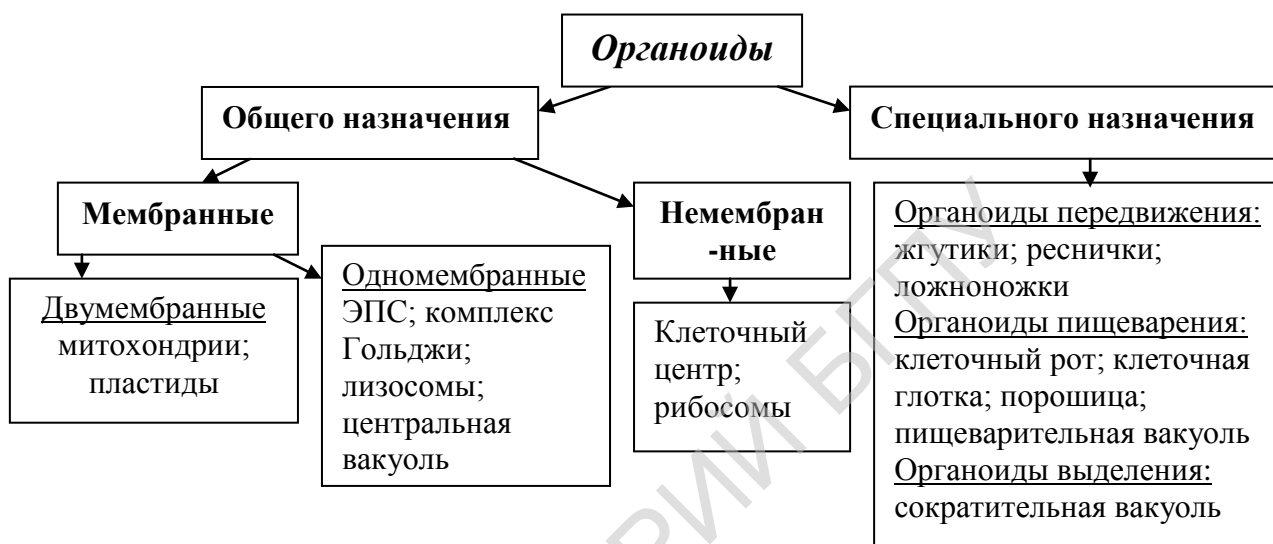 Органоиды
Общего назначения
Специального назначения
Мембранные
Немембран
-ные
Двумембранные
митохондрии;
пластиды
Одномембранные
ЭПС; комплекс
Гольджи;
лизосомы;
центральная
вакуоль
Клеточный
центр;
рибосомы
Органоиды передвижения:
жгутики; реснички;
ложноножки
Органоиды пищеварения:
клеточный рот; клеточная
глотка; порошица;
пищеварительная вакуоль
Органоиды выделения:
сократительная вакуоль
РИЙ БГПУ